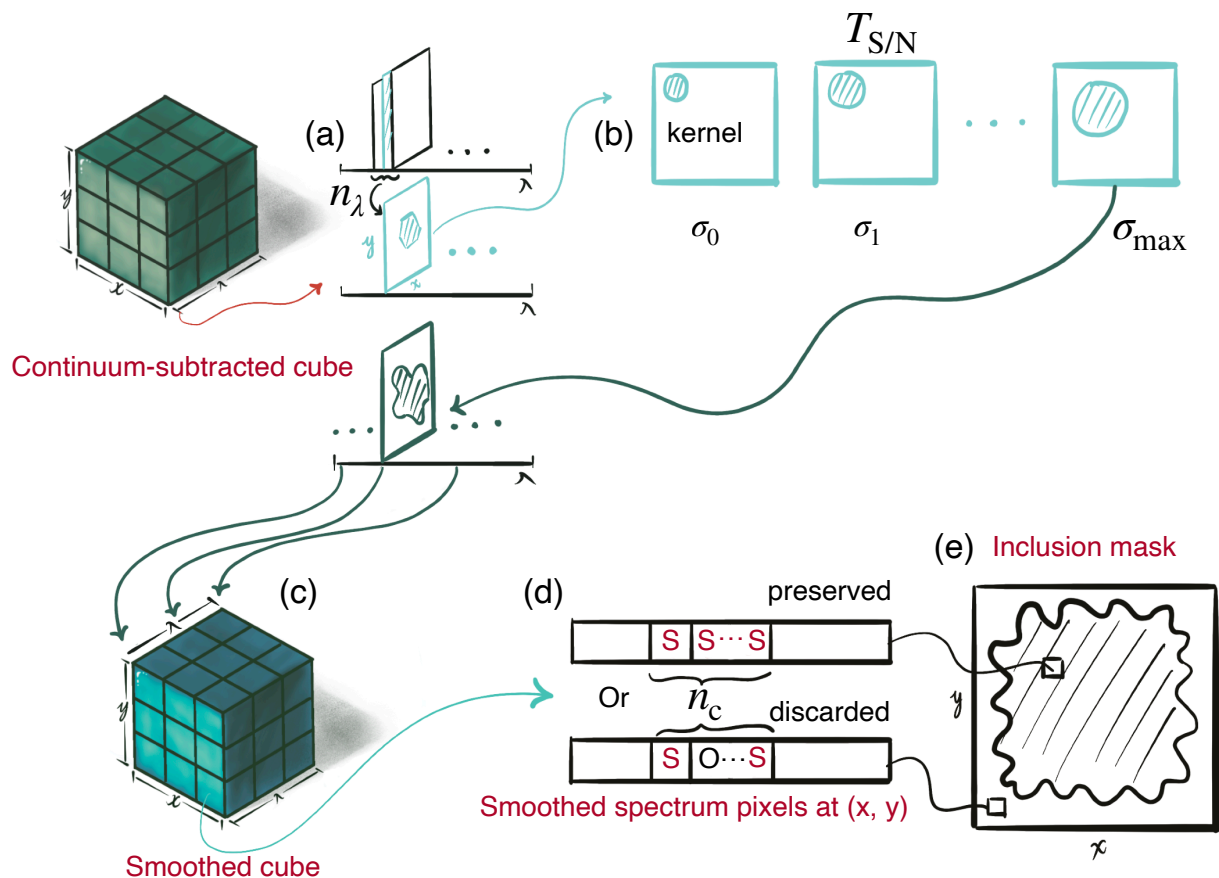 (a)
n_λ
λ
y
x
λ
Continuum-subtracted cube
y
x
λ
(b)
T_S/N
kernel
σ_0
σ_1
σ_max
λ
(c)
λ
y
x
λ
Smoothed cube
(d)
preserved
S S···S
Or
n_c
discarded
S O···S
Smoothed spectrum pixels at (x, y)
(e) Inclusion mask
y
x